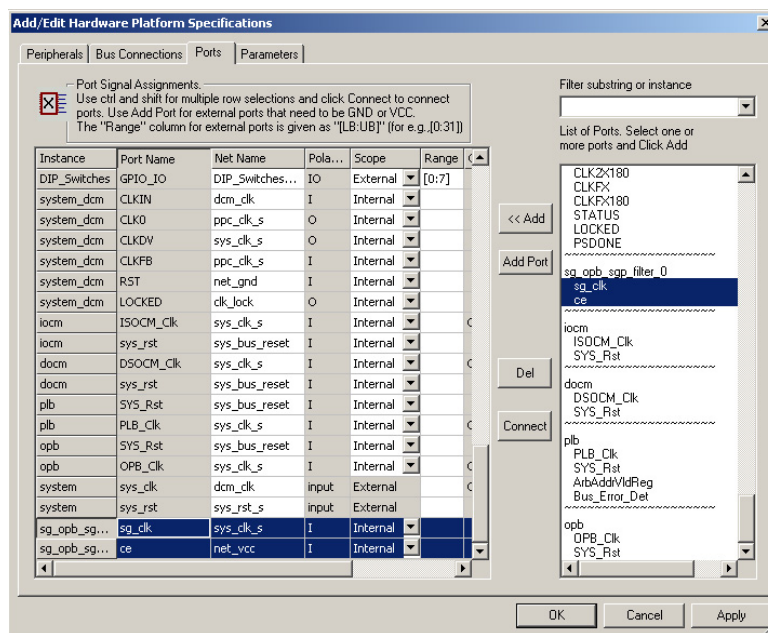 Add/Edit Hardware Platform Specifications
Peripherals Bus Connections Ports Parameters
Port Signal Assignments.
Use ctrl and shift for multiple row selections and click Connect to connect
ports. Use Add Port for external ports that need to be GND or VCC.
The "Range" column for external ports is given as "[LB:UB]" (for e.g.,[0:31])
Instance Port Name Net Name Pola... Scope Range
DIP_Switches GPIO_IO DIP_Switches... IO External [0:7]
system_dcm CLKIN dcm_clk I Internal
system_dcm CLK0 ppc_clk_s O Internal
system_dcm CLKDV sys_clk_s O Internal
system_dcm CLKFB ppc_clk_s I Internal
system_dcm RST net_gnd I Internal
system_dcm LOCKED clk_lock O Internal
iocm ISOCM_Clk sys_clk_s I Internal
iocm sys_rst sys_bus_reset I Internal
docm DSOCM_Clk sys_clk_s I Internal
docm sys_rst sys_bus_reset I Internal
plb SYS_Rst sys_bus_reset I Internal
plb PLB_Clk sys_clk_s I Internal
opb SYS_Rst sys_bus_reset I Internal
opb OPB_Clk sys_clk_s I Internal
system sys_clk dcm_clk input External
system sys_rst sys_rst_s input External
sg_opb_sg... sg_clk sys_clk_s I Internal
sg_opb_sg... ce net_vcc I Internal
<< Add
Add Port
Del
Connect
Filter substring or instance
List of Ports. Select one or
more ports and Click Add
CLK2X180
CLKFX
CLKFX180
STATUS
LOCKED
PSDONE
~~~~~~~~~~~~~~~~~~~~
sg_opb_sgp_filter_0
sg_clk
ce
~~~~~~~~~~~~~~~~~~~~
iocm
ISOCM_Clk
SYS_Rst
~~~~~~~~~~~~~~~~~~~~
docm
DSOCM_Clk
SYS_Rst
~~~~~~~~~~~~~~~~~~~~
plb
PLB_Clk
SYS_Rst
ArbAddrVldReg
Bus_Error_Det
~~~~~~~~~~~~~~~~~~~~
opb
OPB_Clk
SYS_Rst
OK Cancel Apply